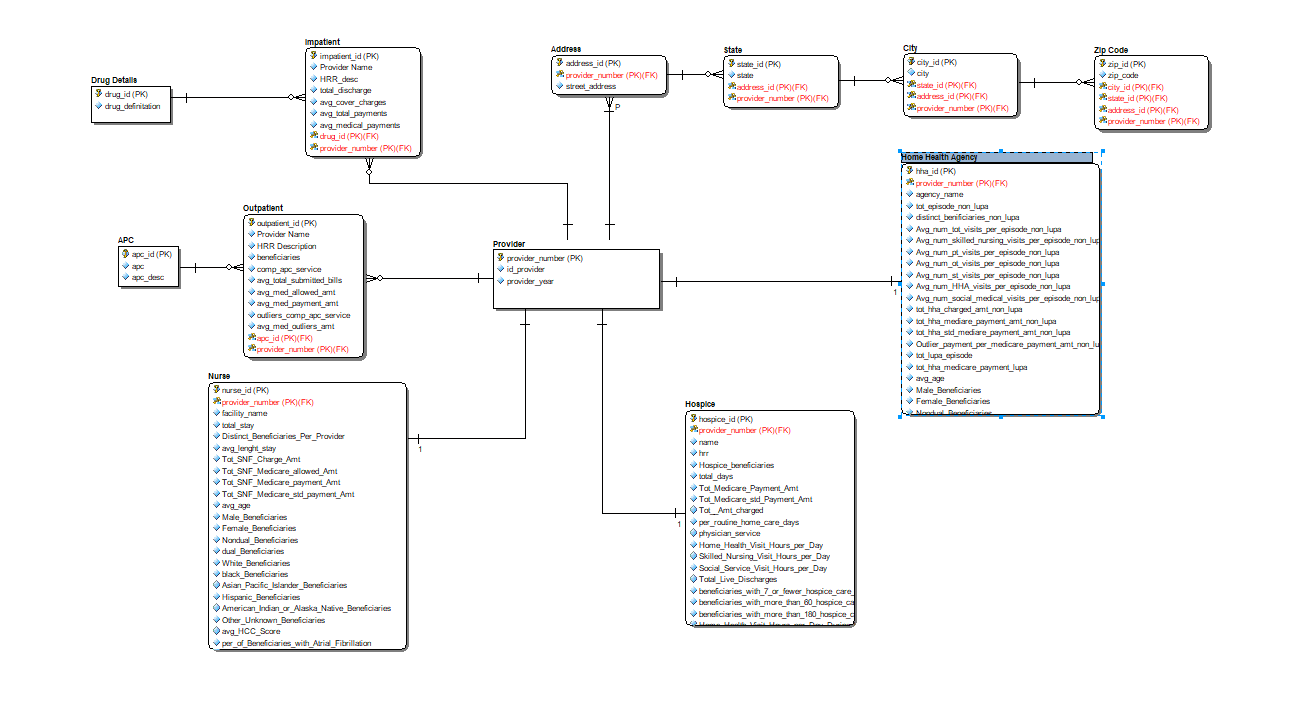 Drug Details
drug_id (PK)
drug_definitation
Impatient
impatient_id (PK)
Provider Name
HRR_desc
total_discharge
avg_cover_charges
avg_total_payments
avg_medical_payments
drug_id (PK)(FK)
provider_number (PK)(FK)
Address
address_id (PK)
provider_number (PK)(FK)
street_address
P
State
state_id (PK)
state
address_id (PK)(FK)
provider_number (PK)(FK)
City
city_id (PK)
city
state_id (PK)(FK)
address_id (PK)(FK)
provider_number (PK)(FK)
Zip Code
zip_id (PK)
zip_code
city_id (PK)(FK)
state_id (PK)(FK)
address_id (PK)(FK)
provider_number (PK)(FK)
APC
apc_id (PK)
apc
apc_desc
Outpatient
outpatient_id (PK)
Provider Name
HRR Description
beneficiaries
comp_apc_service
avg_total_submitted_bills
avg_med_allowed_amt
avg_med_payment_amt
outliers_comp_apc_service
avg_med_outliers_amt
apc_id (PK)(FK)
provider_number (PK)(FK)
Provider
provider_number (PK)
id_provider
provider_year
Home Health Agency
hha_id (PK)
provider_number (PK)(FK)
agency_name
tot_episode_non_lupa
distinct_benificiaries_non_lupa
Avg_num_tot_visits_per_episode_non_lupa
Avg_num_skilled_nursing_visits_per_episode_non_lup
Avg_num_pt_visits_per_episode_non_lupa
Avg_num_ot_visits_per_episode_non_lupa
Avg_num_st_visits_per_episode_non_lupa
Avg_num_HHA_visits_per_episode_non_lupa
Avg_num_social_medical_visits_per_episode_non_lup
tot_hha_charged_amt_non_lupa
tot_hha_mediare_payment_amt_non_lupa
tot_hha_std_mediare_payment_amt_non_lupa
Outlier_payment_per_medicare_payment_amt_non_lu
tot_lupa_episode
tot_hha_medicare_payment_lupa
avg_age
Male_Beneficiaries
Female_Beneficiaries
Nondual_Beneficiaries
1
Nurse
nurse_id (PK)
provider_number (PK)(FK)
facility_name
total_stay
Distinct_Beneficiaries_Per_Provider
avg_lenght_stay
Tot_SNF_Charge_Amt
Tot_SNF_Medicare_allowed_Amt
Tot_SNF_Medicare_payment_Amt
Tot_SNF_Medicare_std_payment_Amt
avg_age
Male_Beneficiaries
Female_Beneficiaries
Nondual_Beneficiaries
dual_Beneficiaries
White_Beneficiaries
black_Beneficiaries
Asian_Pacific_Islander_Beneficiaries
Hispanic_Beneficiaries
American_Indian_or_Alaska_Native_Beneficiaries
Other_Unknown_Beneficiaries
avg_HCC_Score
per_of_Beneficiaries_with_Atrial_Fibrillation
1
Hospice
hospice_id (PK)
provider_number (PK)(FK)
name
hrr
Hospice_beneficiaries
total_days
Tot_Medicare_Payment_Amt
Tot_Medicare_std_Payment_Amt
Tot__Amt_charged
per_routine_home_care_days
physician_service
Home_Health_Visit_Hours_per_Day
Skilled_Nursing_Visit_Hours_per_Day
Social_Service_Visit_Hours_per_Day
Total_Live_Discharges
beneficiaries_with_7_or_fewer_hospice_care_
beneficiaries_with_more_than_60_hospice_ca
beneficiaries_with_more_than_180_hospice_c
Home_Health_Visit_Hours_per_Day_During
1